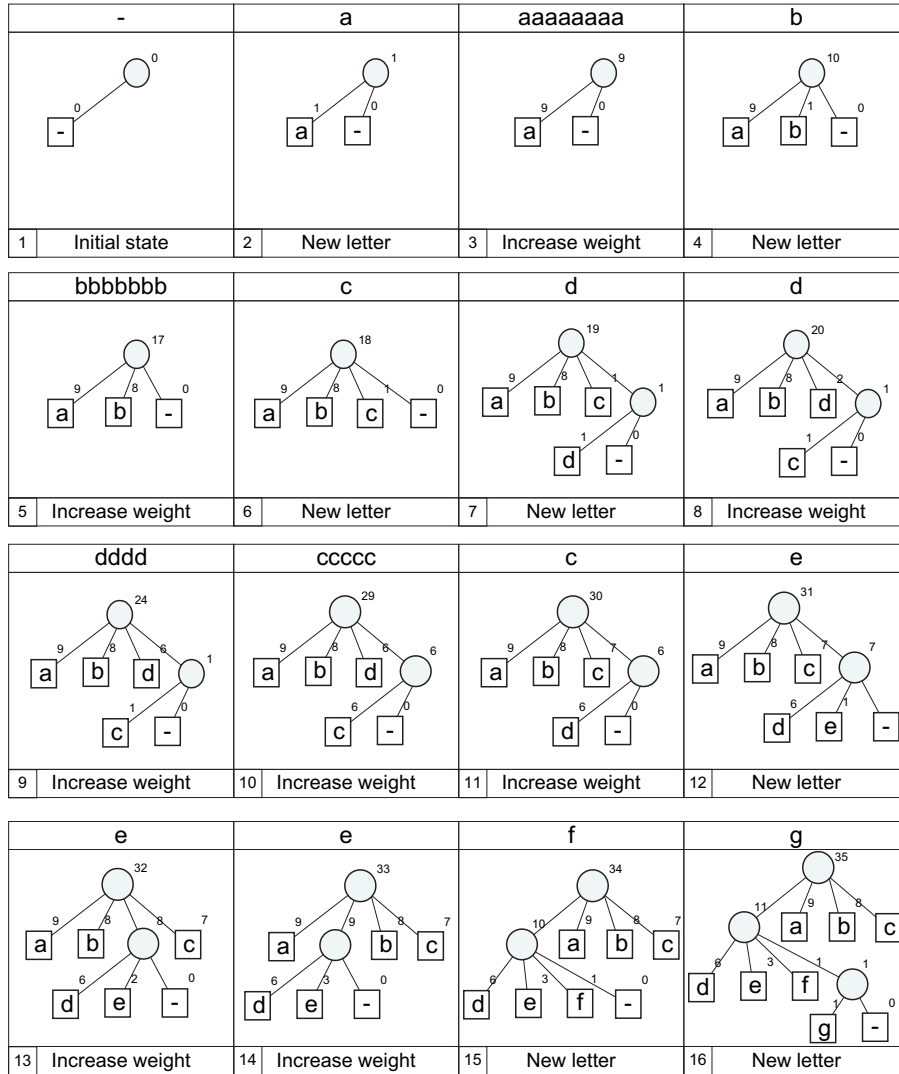 - a aaaaaaaa b
0 1 9 10
0 1 0 9 0 9 1 0
- a - a - a b -
1 Initial state 2 New letter 3 Increase weight 4 New letter
bbbbbbb c d d
17 18 19 20
9 8 0 9 8 1 0 9 8 1 1 9 8 2 1
a b - a b c - a b c a b d
1 0 1 0
d - c -
5 Increase weight 6 New letter 7 New letter 8 Increase weight
dddd ccccc c e
24 29 30 31
9 8 6 1 9 8 6 6 9 8 7 6 9 8 7 7
a b d a b d a b c a b c
1 0 6 0 6 0 6 1
c - c - d - d e -
9 Increase weight 10 Increase weight 11 Increase weight 12 New letter
e e f g
32 33 34 35
9 8 8 7 9 9 8 7 10 9 8 7 11 9 8
a b c a b c a b c a b c
6 2 0 6 3 0 6 3 1 0 6 3 1 1
d e - d e - d e f - d e f
1 0
g -
13 Increase weight 14 Increase weight 15 New letter 16 New letter